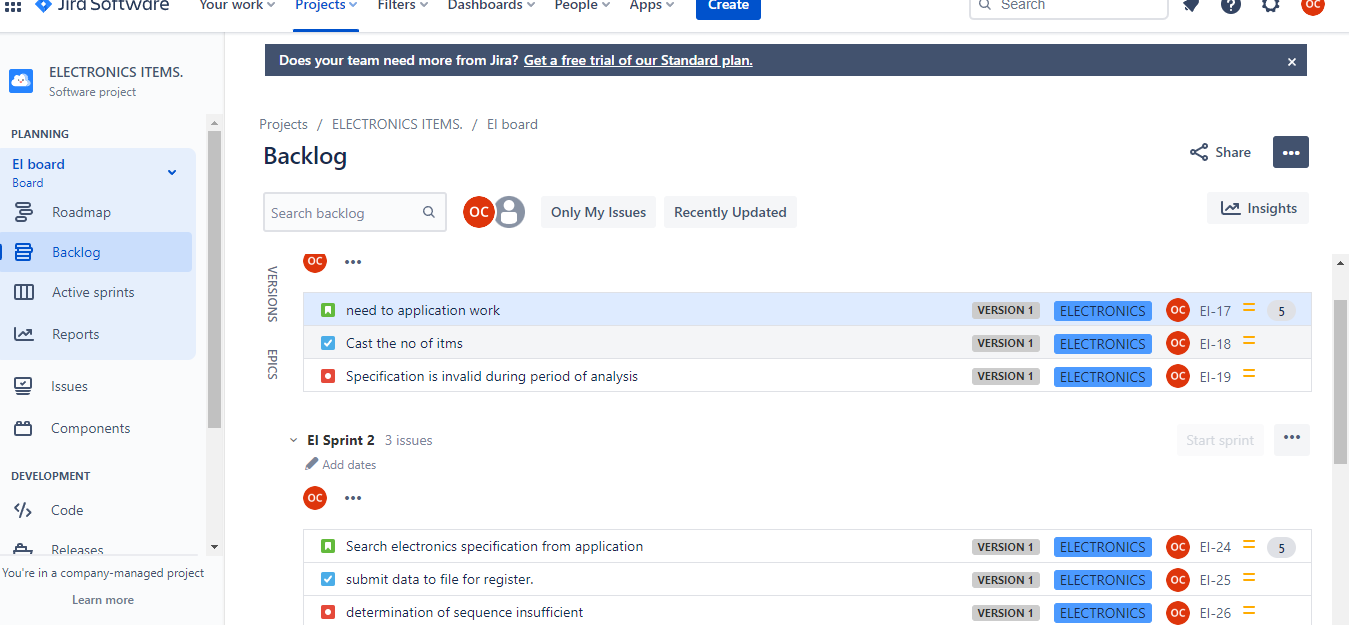 Jira Software Your work Projects Filters Dashboards People Apps Create Search OC
Does your team need more from Jira? Get a free trial of our Standard plan.
ELECTRONICS ITEMS.
Software project
PLANNING
EI board
Board
Roadmap
Backlog
Active sprints
Reports
Issues
Components
DEVELOPMENT
Code
Releases
You're in a company-managed project
Learn more
Projects / ELECTRONICS ITEMS. / EI board
Backlog
Share
Search backlog OC Only My Issues Recently Updated Insights
VERSIONS
EPICS
OC
need to application work VERSION 1 ELECTRONICS OC EI-17 5
Cast the no of itms VERSION 1 ELECTRONICS OC EI-18
Specification is invalid during period of analysis VERSION 1 ELECTRONICS OC EI-19
EI Sprint 2 3 issues Start sprint
Add dates
OC
Search electronics specification from application VERSION 1 ELECTRONICS OC EI-24 5
submit data to file for register. VERSION 1 ELECTRONICS OC EI-25
determination of sequence insufficient VERSION 1 ELECTRONICS OC EI-26